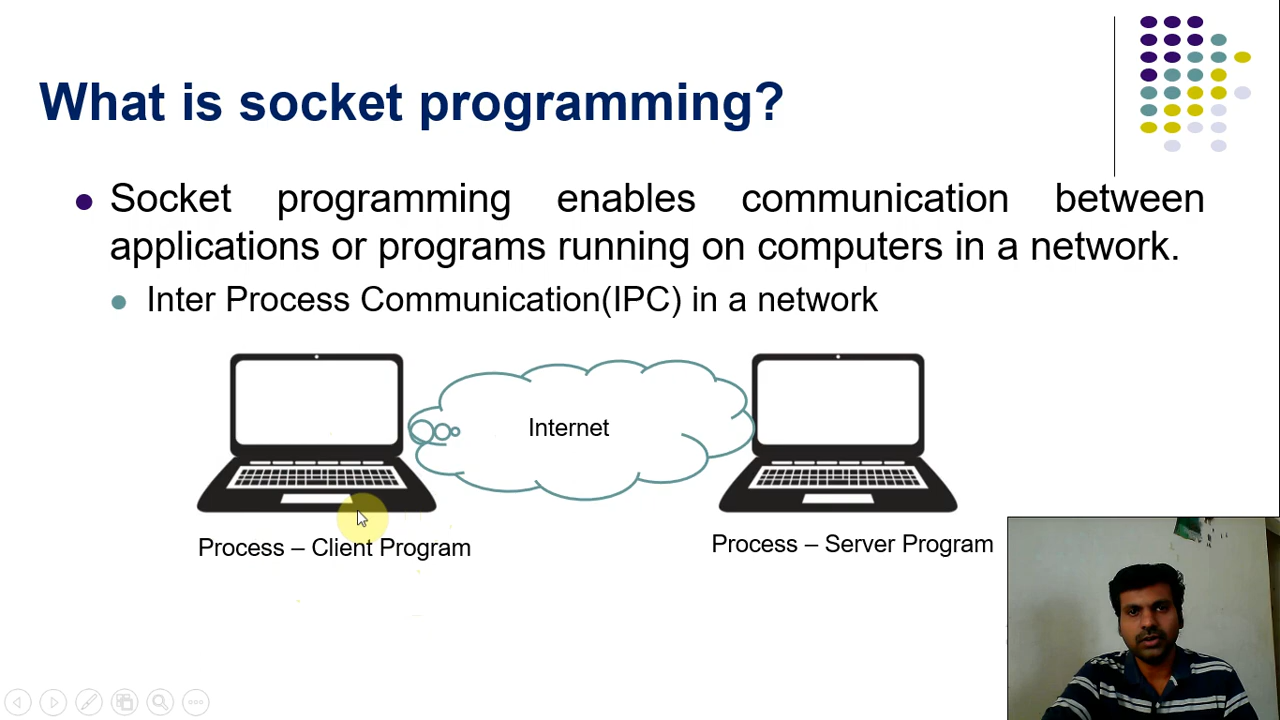 What is socket programming?
Socket programming enables communication between
applications or programs running on computers in a network.
Inter Process Communication(IPC) in a network
Internet
Process – Client Program
Process – Server Program